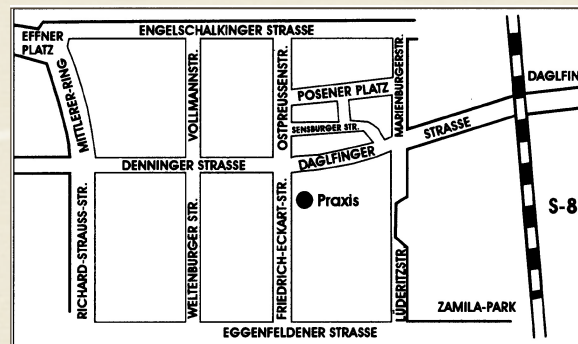 ENGELSCHALKINGER STRASSE
EFFNER
PLATZ
MITTLERER-RING
VOLLMANNSTR.
OSTPREUSSENSTR.
MARIENBURGERSTR.
POSENER PLATZ
DAGLFIN
SENSBURGER STR.
STRASSE
DENNINGER STRASSE
DAGLFINGER
RICHARD-STRAUSS-STR.
WELTENBURGER STR.
FRIEDRICH-ECKART-STR.
Praxis
S-8
LÜDERITZSTR.
ZAMILA-PARK
EGGENFELDENER STRASSE